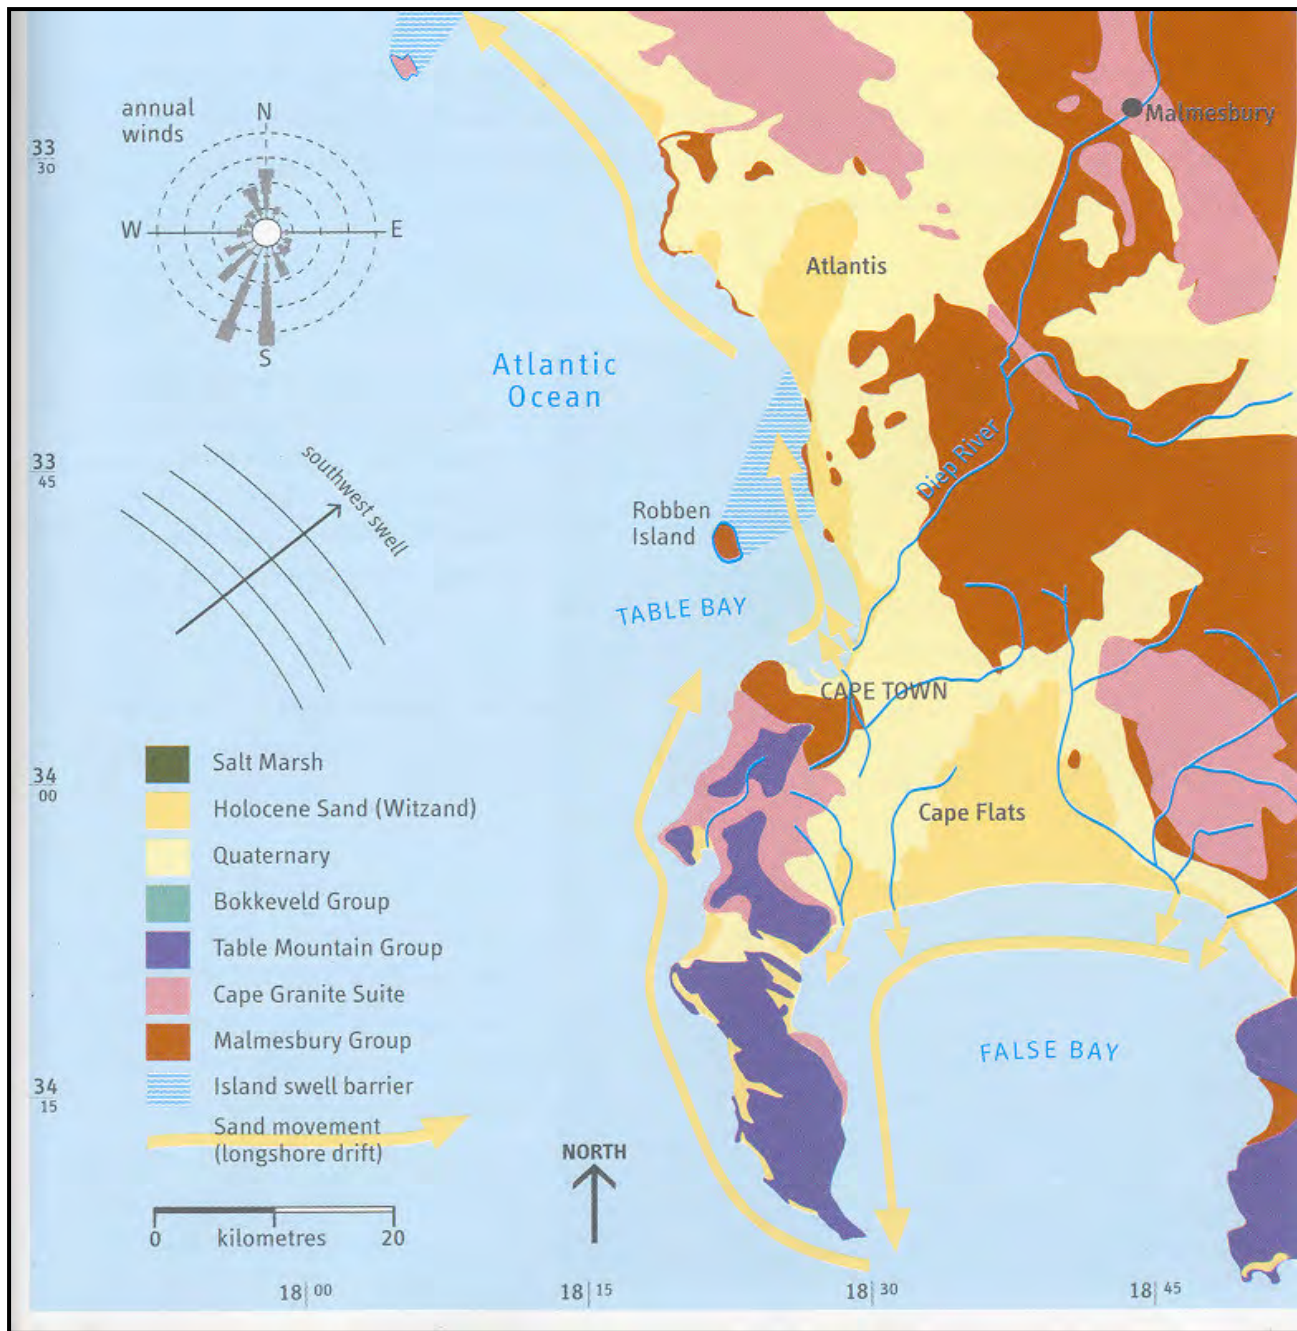 annual
winds
N
W
E
S
33
30
Malmesbury
Atlantis
Atlantic
Ocean
33
45
southwest swell
Diep River
Robben
Island
TABLE BAY
CAPE TOWN
34
00
Salt Marsh
Holocene Sand (Witzand)
Cape Flats
Quaternary
Bokkeveld Group
Table Mountain Group
Cape Granite Suite
Malmesbury Group
FALSE BAY
34
15
Island swell barrier
Sand movement
(longshore drift)
NORTH
0 kilometres 20
18 00
18 15
18 30
18 45